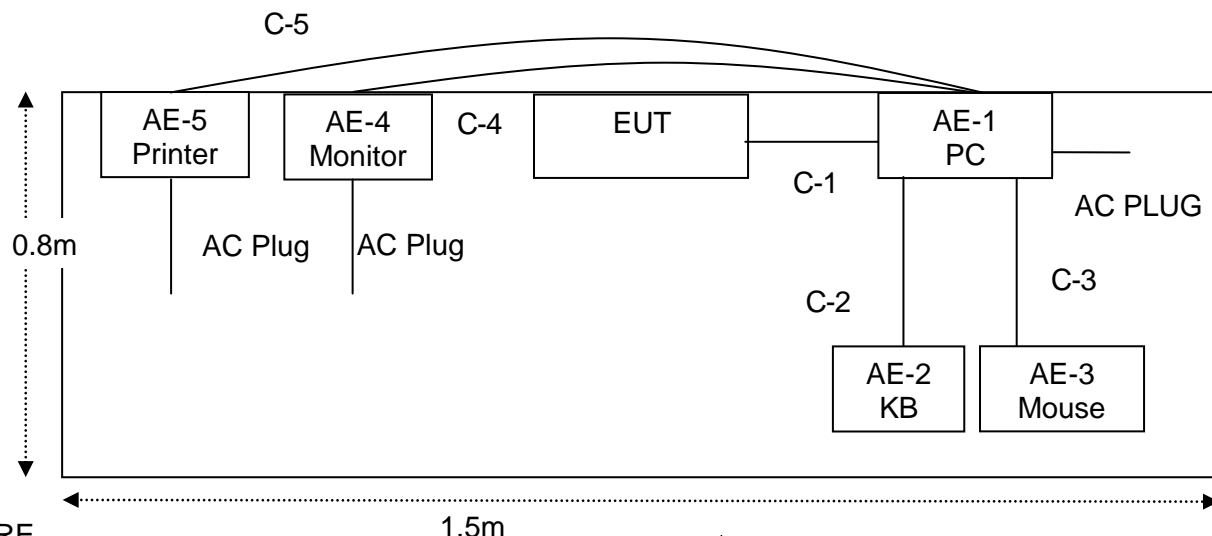 C-5
AE-5
Printer
AE-4
Monitor
C-4
EUT
AE-1
PC
C-1
AC PLUG
0.8m
AC Plug
AC Plug
C-2
C-3
AE-2
KB
AE-3
Mouse
1.5m